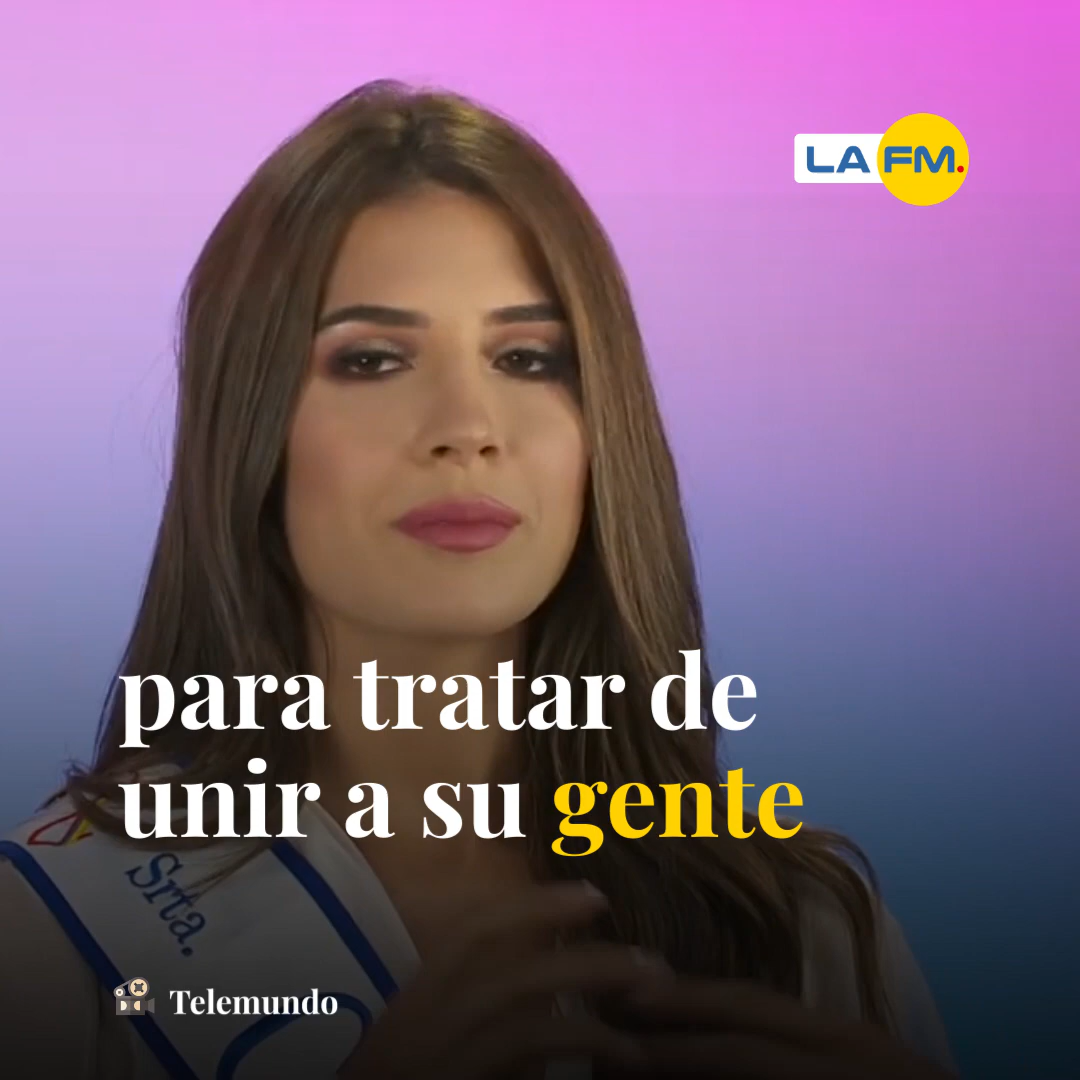 LA FM.
para tratar de
unir a su gente
Srta.
Telemundo